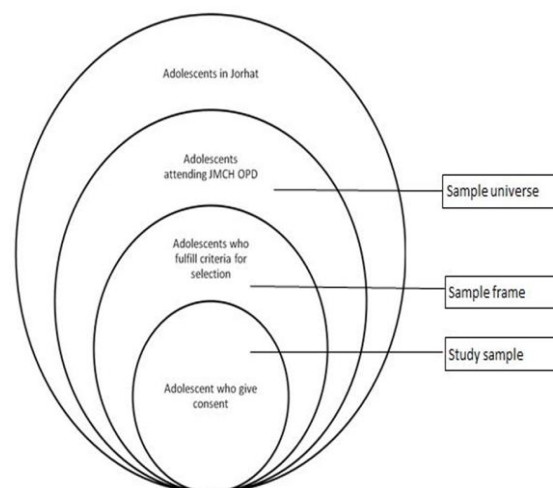 Adolescents in Jorhat
Adolescents
attending JMCH OPD
Sample universe
Adolescents who
fulfill criteria for
selection
Sample frame
Study sample
Adolescent who give
consent